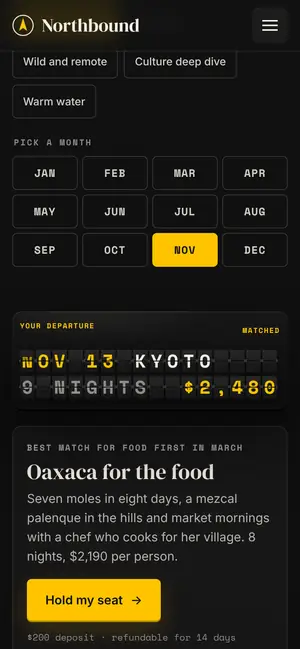 Northbound
Wild and remote
Culture deep dive
Warm water
PICK A MONTH
JAN
FEB
MAR
APR
MAY
JUN
JUL
AUG
SEP
OCT
NOV
DEC
YOUR DEPARTURE
MATCHED
NOV 13 KYOTO
9 NIGHTS $2,480
BEST MATCH FOR FOOD FIRST IN MARCH
Oaxaca for the food
Seven moles in eight days, a mezcal
palenque in the hills and market mornings
with a chef who cooks for her village. 8
nights, $2,190 per person.
Hold my seat →
$200 deposit · refundable for 14 days